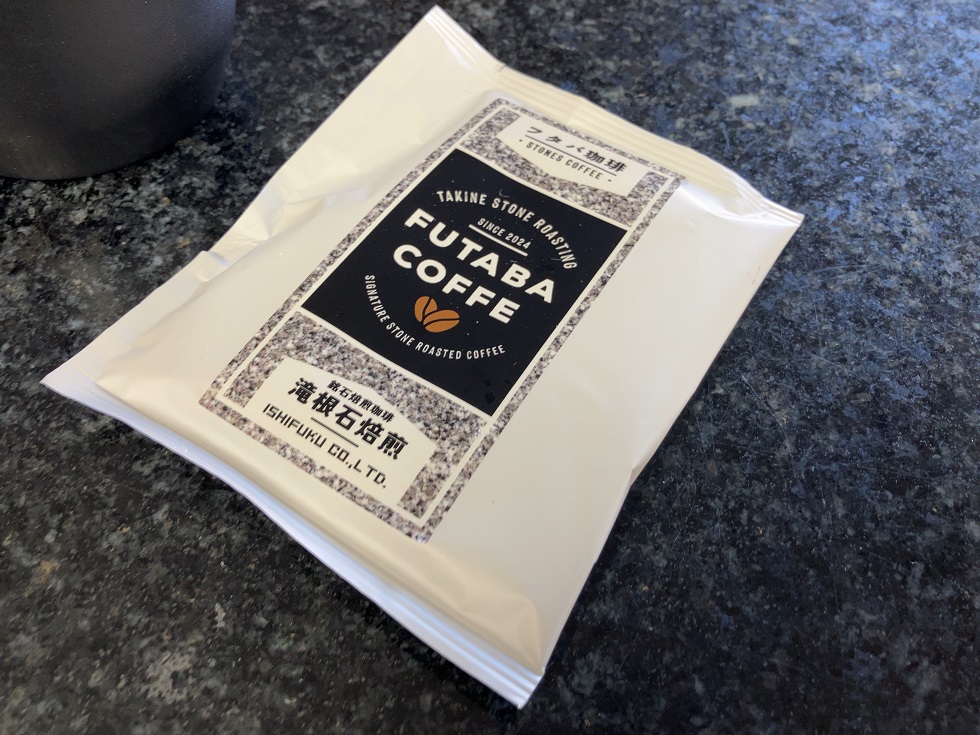 フタバ珈琲
· STONES COFFEE ·
TAKINE STONE ROASTING
SINCE 2024
FUTABA
COFFE
SIGNATURE STONE ROASTED COFFEE
銘石焙煎珈琲
滝根石焙煎
ISHIFUKU CO.,LTD.